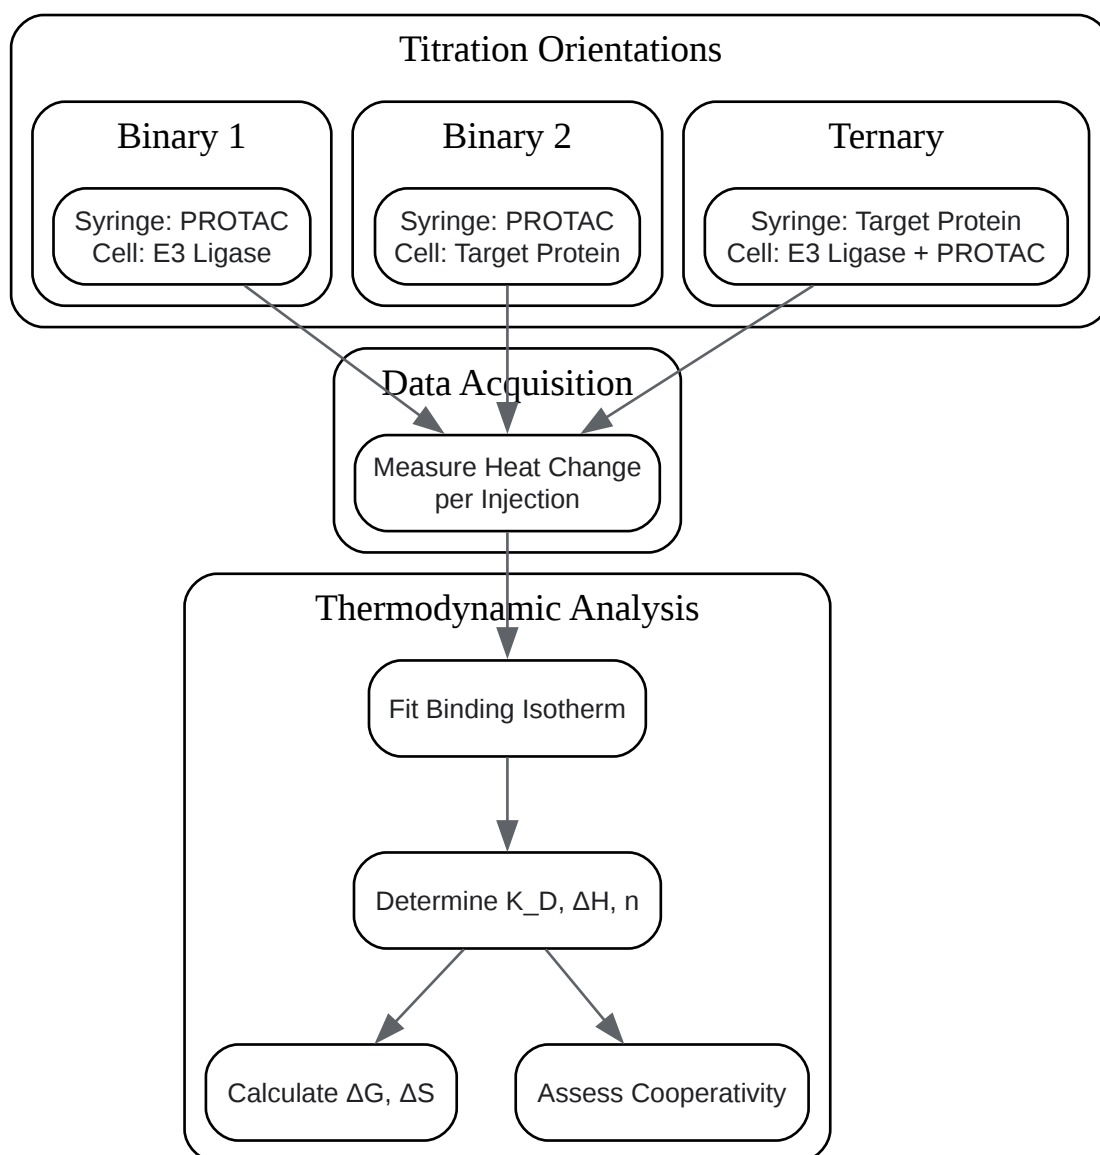 Titration Orientations
Binary 1
Syringe: PROTAC
Cell: E3 Ligase
Binary 2
Syringe: PROTAC
Cell: Target Protein
Ternary
Syringe: Target Protein
Cell: E3 Ligase + PROTAC
Data Acquisition
Measure Heat Change
per Injection
Thermodynamic Analysis
Fit Binding Isotherm
Determine K_D, ΔH, n
Calculate ΔG, ΔS
Assess Cooperativity